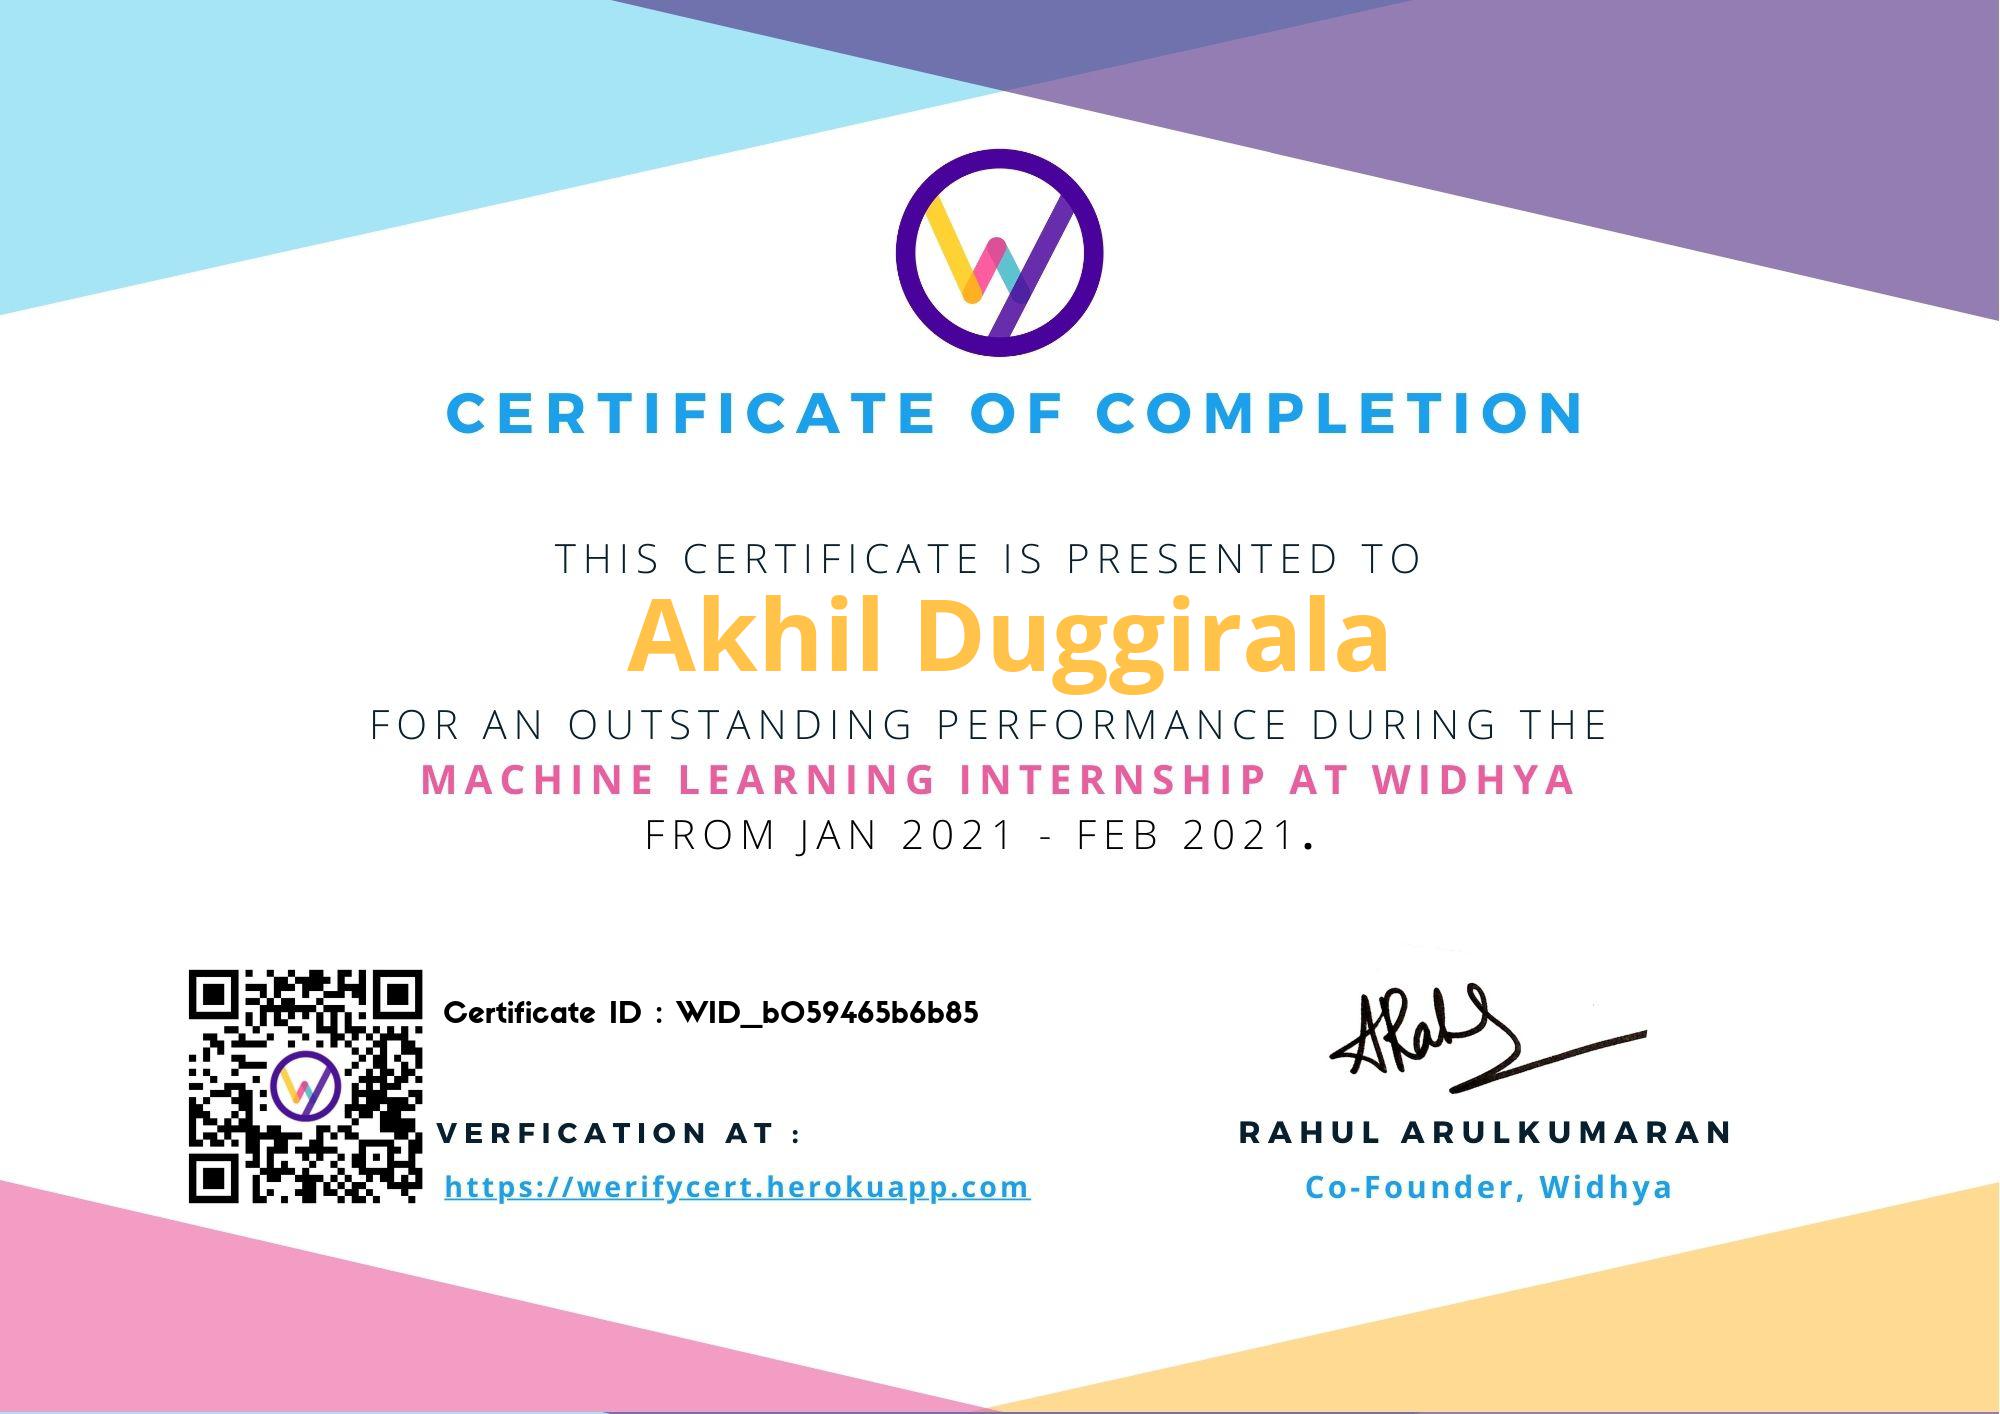 CERTIFICATE OF COMPLETION
THIS CERTIFICATE IS PRESENTED TO
Akhil Duggirala
FOR AN OUTSTANDING PERFORMANCE DURING THE
MACHINE LEARNING INTERNSHIP AT WIDHYA
FROM JAN 2021 - FEB 2021.
Certificate ID : WID_b059465b6b85
VERFICATION AT :
https://werifycert.herokuapp.com
RAHUL ARULKUMARAN
Co-Founder, Widhya